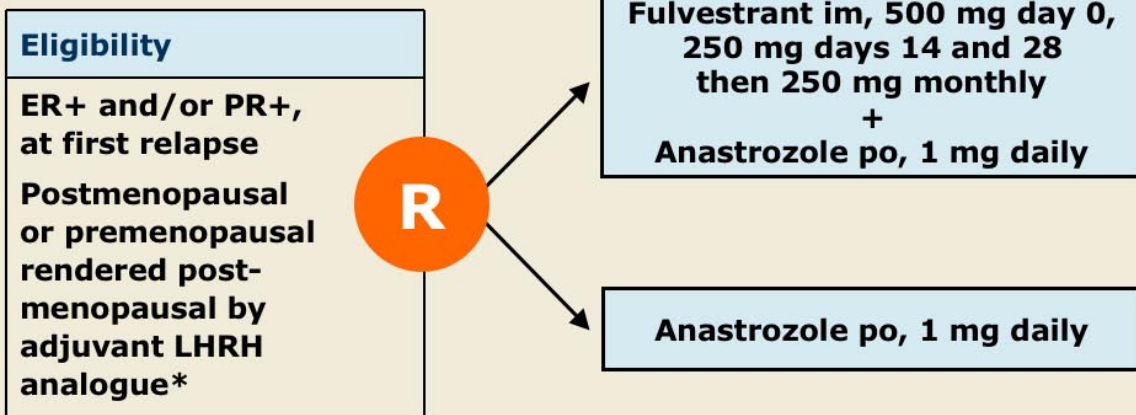 Eligibility
ER+ and/or PR+,
at first relapse
Postmenopausal
or premenopausal
rendered post-
menopausal by
adjuvant LHRH
analogue*
R
Fulvestrant im, 500 mg day 0,
250 mg days 14 and 28
then 250 mg monthly
+
Anastrozole po, 1 mg daily
Anastrozole po, 1 mg daily